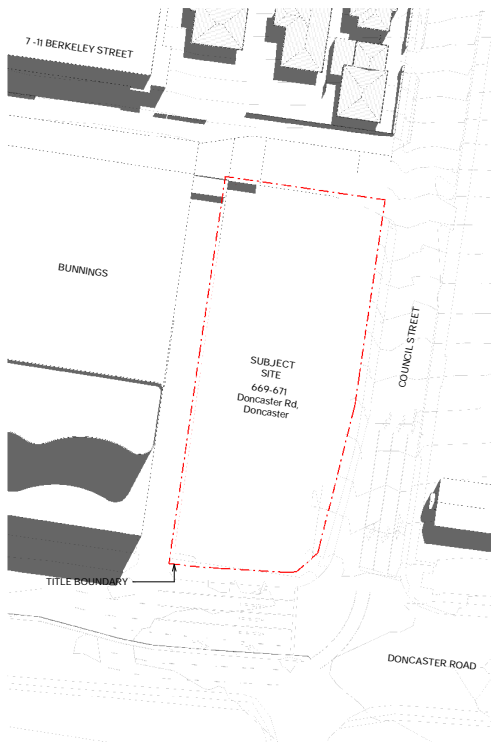 7 -11 BERKELEY STREET
BUNNINGS
COUNCIL STREET
SUBJECT
SITE
669-671
Doncaster Rd,
Doncaster
TITLE BOUNDARY
DONCASTER ROAD